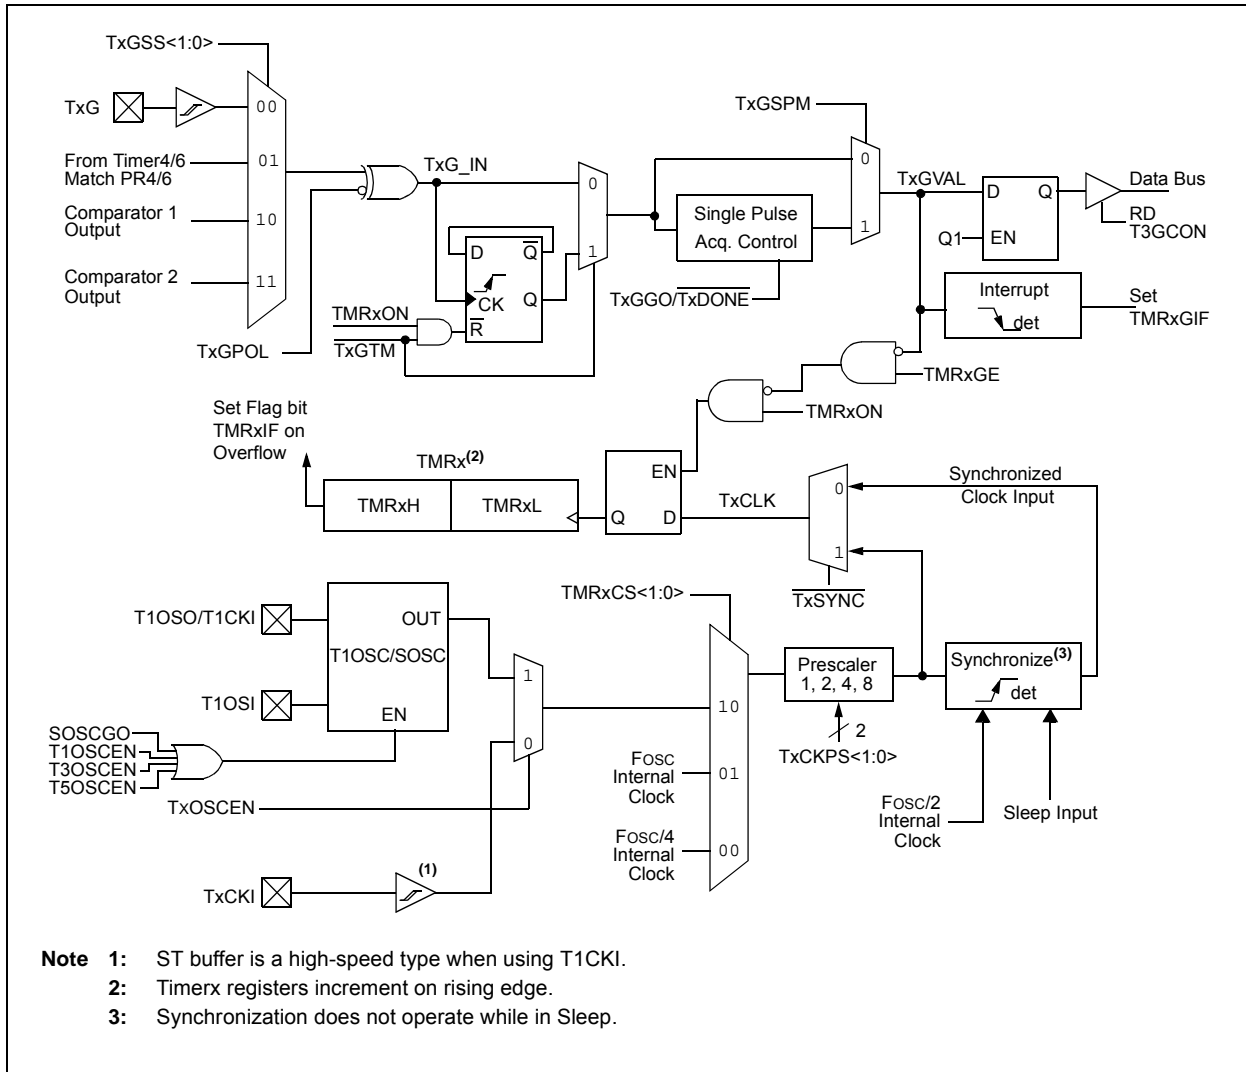 TxGSS<1:0>
TxG
00
From Timer4/6
Match PR4/6
01
Comparator 1
Output
10
Comparator 2
Output
11
TxGPOL
TxG_IN
0
1
D
Q
CK
Q
R
TMRxON
TxGTM
TxGSPM
0
1
Single Pulse
Acq. Control
TxGGO/TxDONE
TxGVAL
D
Q
Q1
EN
Data Bus
RD
T3GCON
Interrupt
det
Set
TMRxGIF
TMRxGE
TMRxON
Set Flag bit
TMRxIF on
Overflow
TMRx(2)
TMRxH
TMRxL
EN
Q
D
TxCLK
0
1
TxSYNC
Synchronized
Clock Input
T1OSO/T1CKI
OUT
T1OSC/SOSC
T1OSI
EN
SOSCGO
T1OSCEN
T3OSCEN
T5OSCEN
TxOSCEN
1
0
TxCKI
(1)
TMRxCS<1:0>
10
FOSC
Internal
Clock
01
FOSC/4
Internal
Clock
00
Prescaler
1, 2, 4, 8
2
TxCKPS<1:0>
Synchronize(3)
det
FOSC/2
Internal
Clock
Sleep Input
Note 1: ST buffer is a high-speed type when using T1CKI.
2: Timerx registers increment on rising edge.
3: Synchronization does not operate while in Sleep.